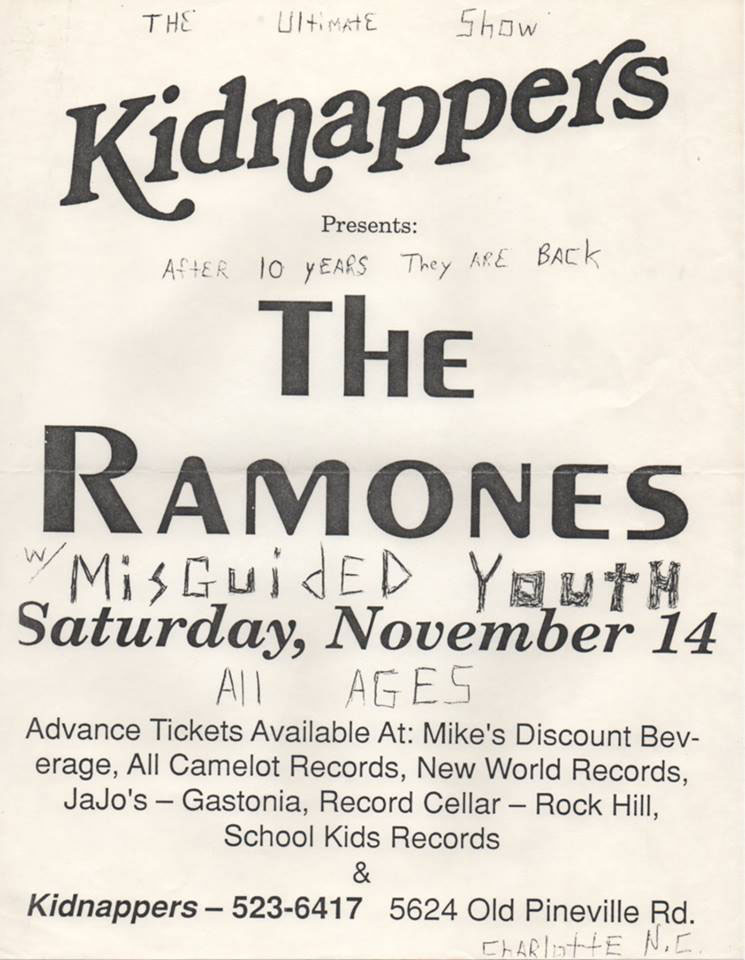 THE ULtiMAtE Show
Kidnappers
Presents:
AftER 10 yEARS They ARE BACK
THE
RAMONES
w/ MisGuidED YoutH
Saturday, November 14
All AGES
Advance Tickets Available At: Mike's Discount Bev-
erage, All Camelot Records, New World Records,
JaJo's – Gastonia, Record Cellar – Rock Hill,
School Kids Records
&
Kidnappers – 523-6417 5624 Old Pineville Rd.
CHARlottE N.C.